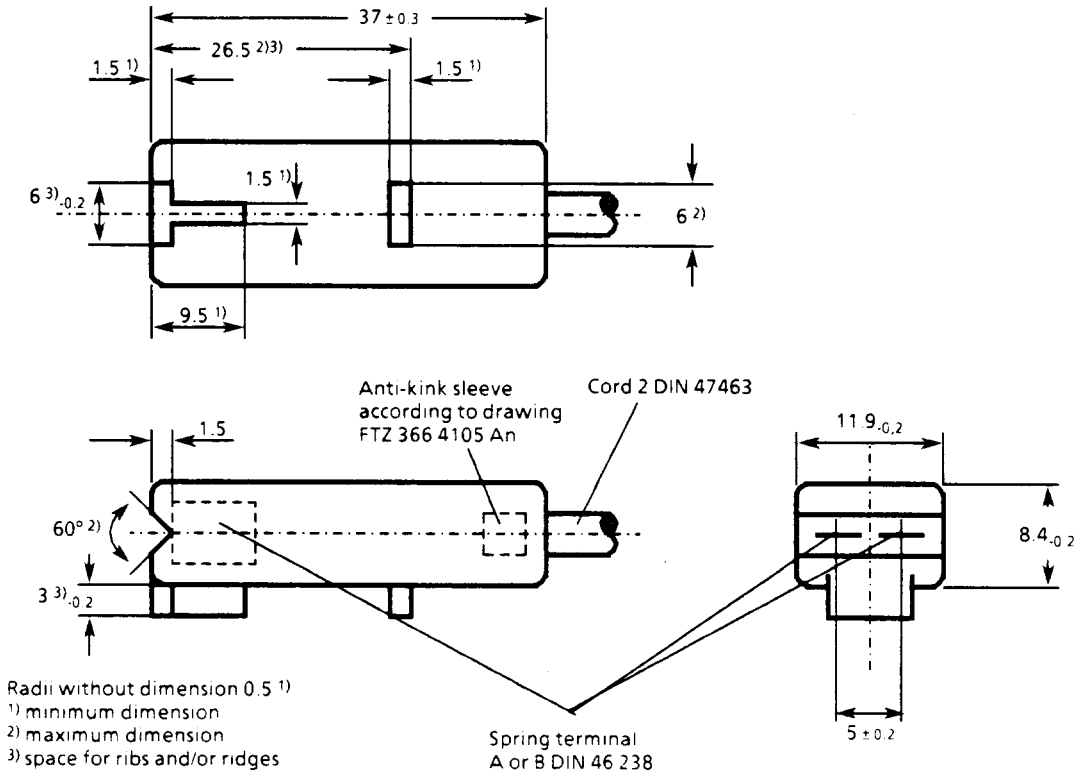 37 ± 0.3
26.5 2)3)
1.5 1)
1.5 1)
6 3) -0.2
1.5 1)
6 2)
9.5 1)
Anti-kink sleeve
according to drawing
FTZ 366 4105 An
Cord 2 DIN 47463
1.5
11.9 -0,2
60° 2)
8.4 -0 2
3 3) -0.2
Radii without dimension 0.5 1)
1) minimum dimension
2) maximum dimension
3) space for ribs and/or ridges
Spring terminal
A or B DIN 46 238
5 ± 0.2